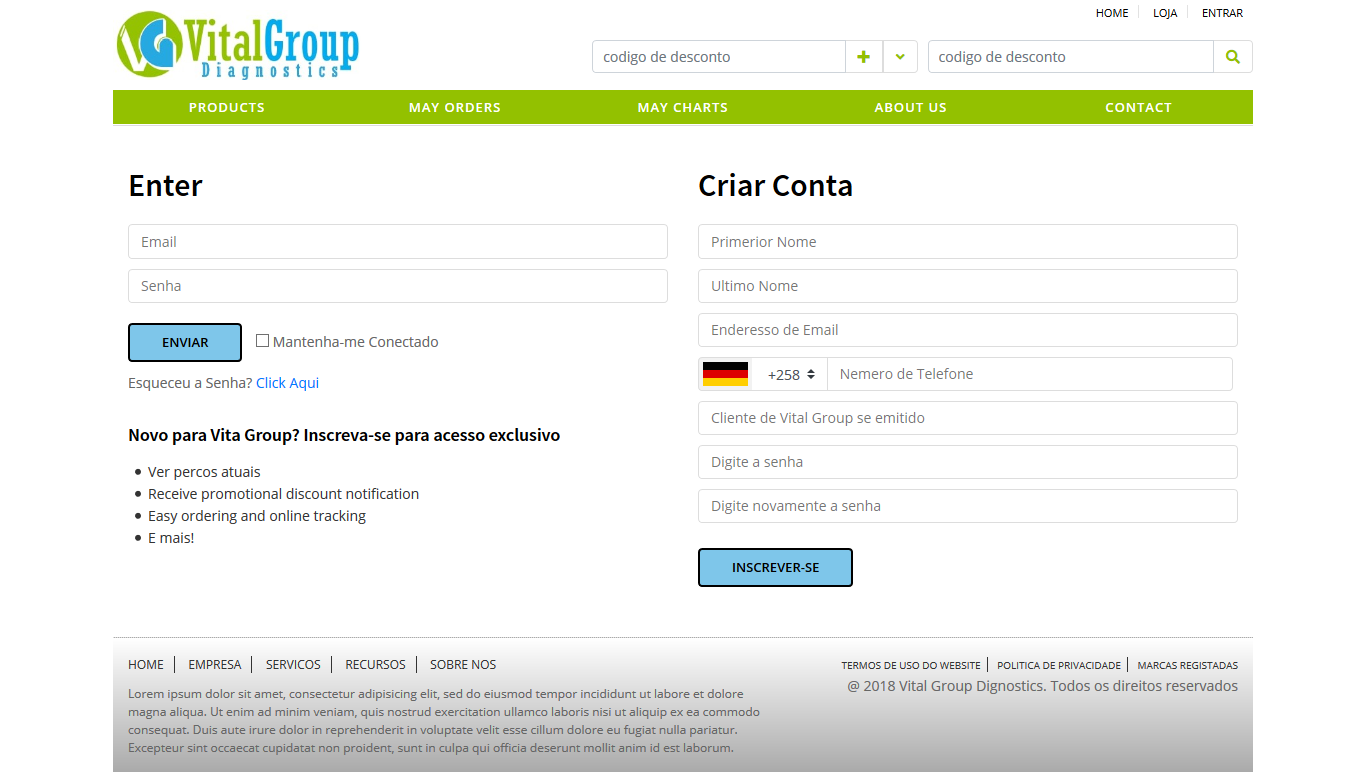 HOME LOJA ENTRAR
VitalGroup
Diagnostics
codigo de desconto codigo de desconto
PRODUCTS MAY ORDERS MAY CHARTS ABOUT US CONTACT
Enter
Email
Senha
ENVIAR Mantenha-me Conectado
Esqueceu a Senha? Click Aqui
Novo para Vita Group? Inscreva-se para acesso exclusivo
Ver percos atuais
Receive promotional discount notification
Easy ordering and online tracking
E mais!
Criar Conta
Primerior Nome
Ultimo Nome
Enderesso de Email
+258 Nemero de Telefone
Cliente de Vital Group se emitido
Digite a senha
Digite novamente a senha
INSCREVER-SE
HOME EMPRESA SERVICOS RECURSOS SOBRE NOS
Lorem ipsum dolor sit amet, consectetur adipisicing elit, sed do eiusmod tempor incididunt ut labore et dolore
magna aliqua. Ut enim ad minim veniam, quis nostrud exercitation ullamco laboris nisi ut aliquip ex ea commodo
consequat. Duis aute irure dolor in reprehenderit in voluptate velit esse cillum dolore eu fugiat nulla pariatur.
Excepteur sint occaecat cupidatat non proident, sunt in culpa qui officia deserunt mollit anim id est laborum.
TERMOS DE USO DO WEBSITE POLITICA DE PRIVACIDADE MARCAS REGISTADAS
@ 2018 Vital Group Dignostics. Todos os direitos reservados